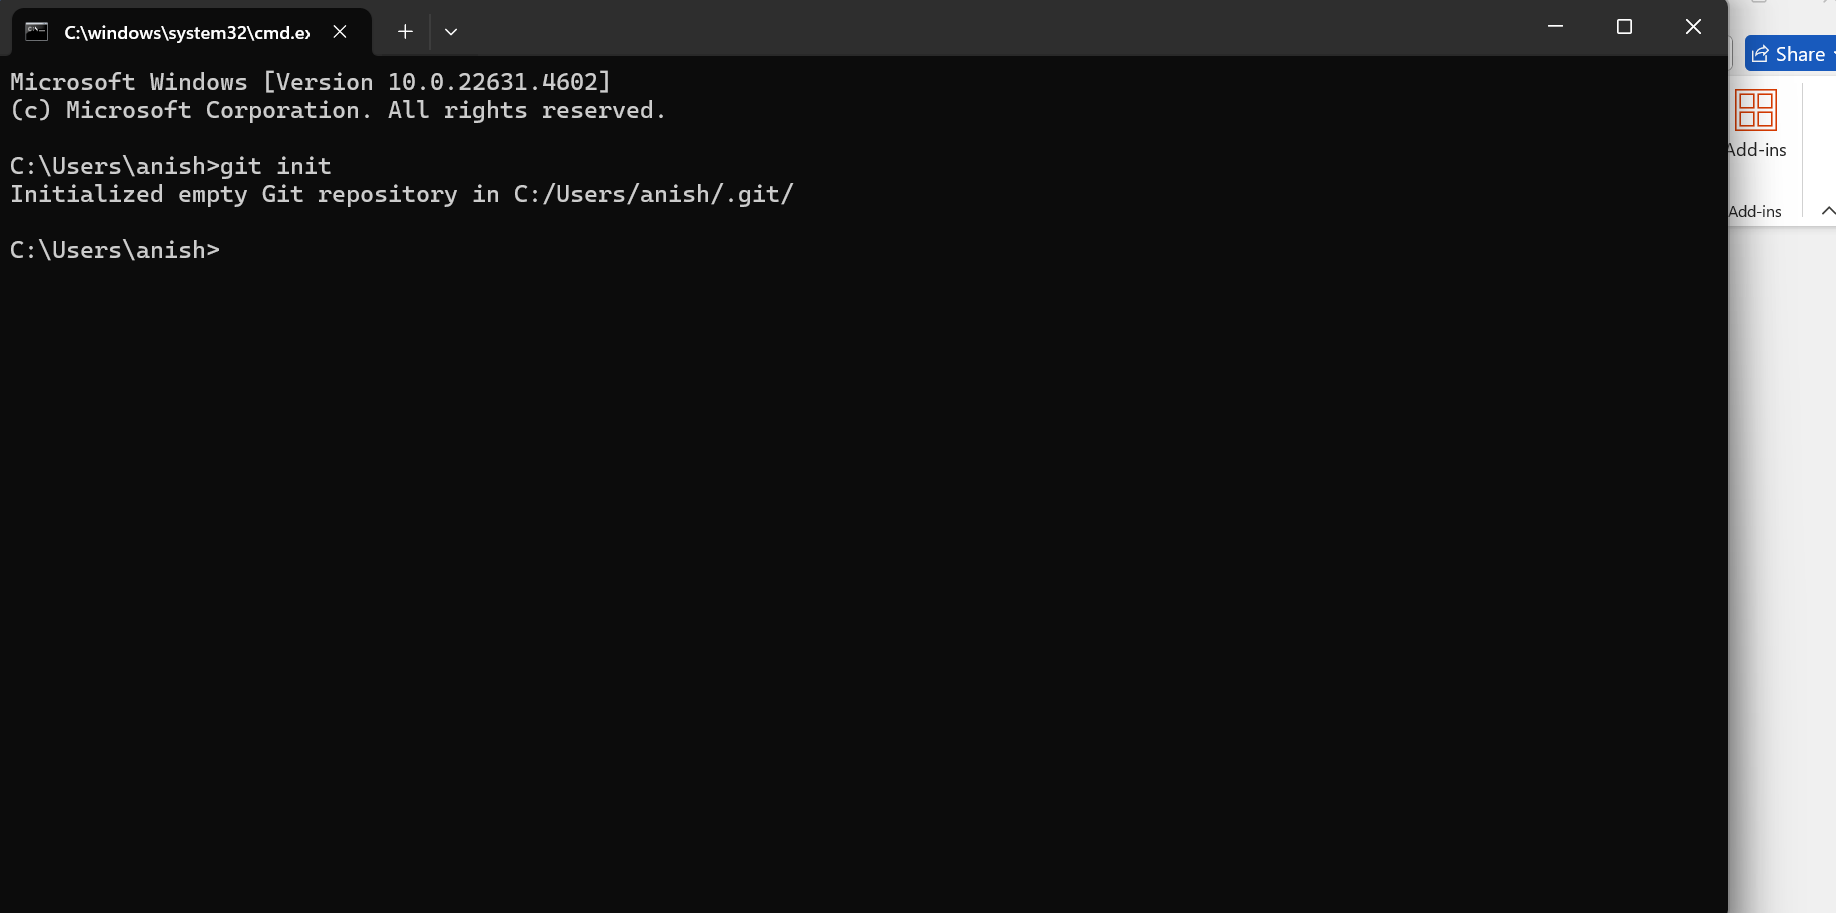 C:\windows\system32\cmd.ex
Share
Microsoft Windows [Version 10.0.22631.4602]
(c) Microsoft Corporation. All rights reserved.
C:\Users\anish>git init
Initialized empty Git repository in C:/Users/anish/.git/
C:\Users\anish>
Add-ins
Add-ins